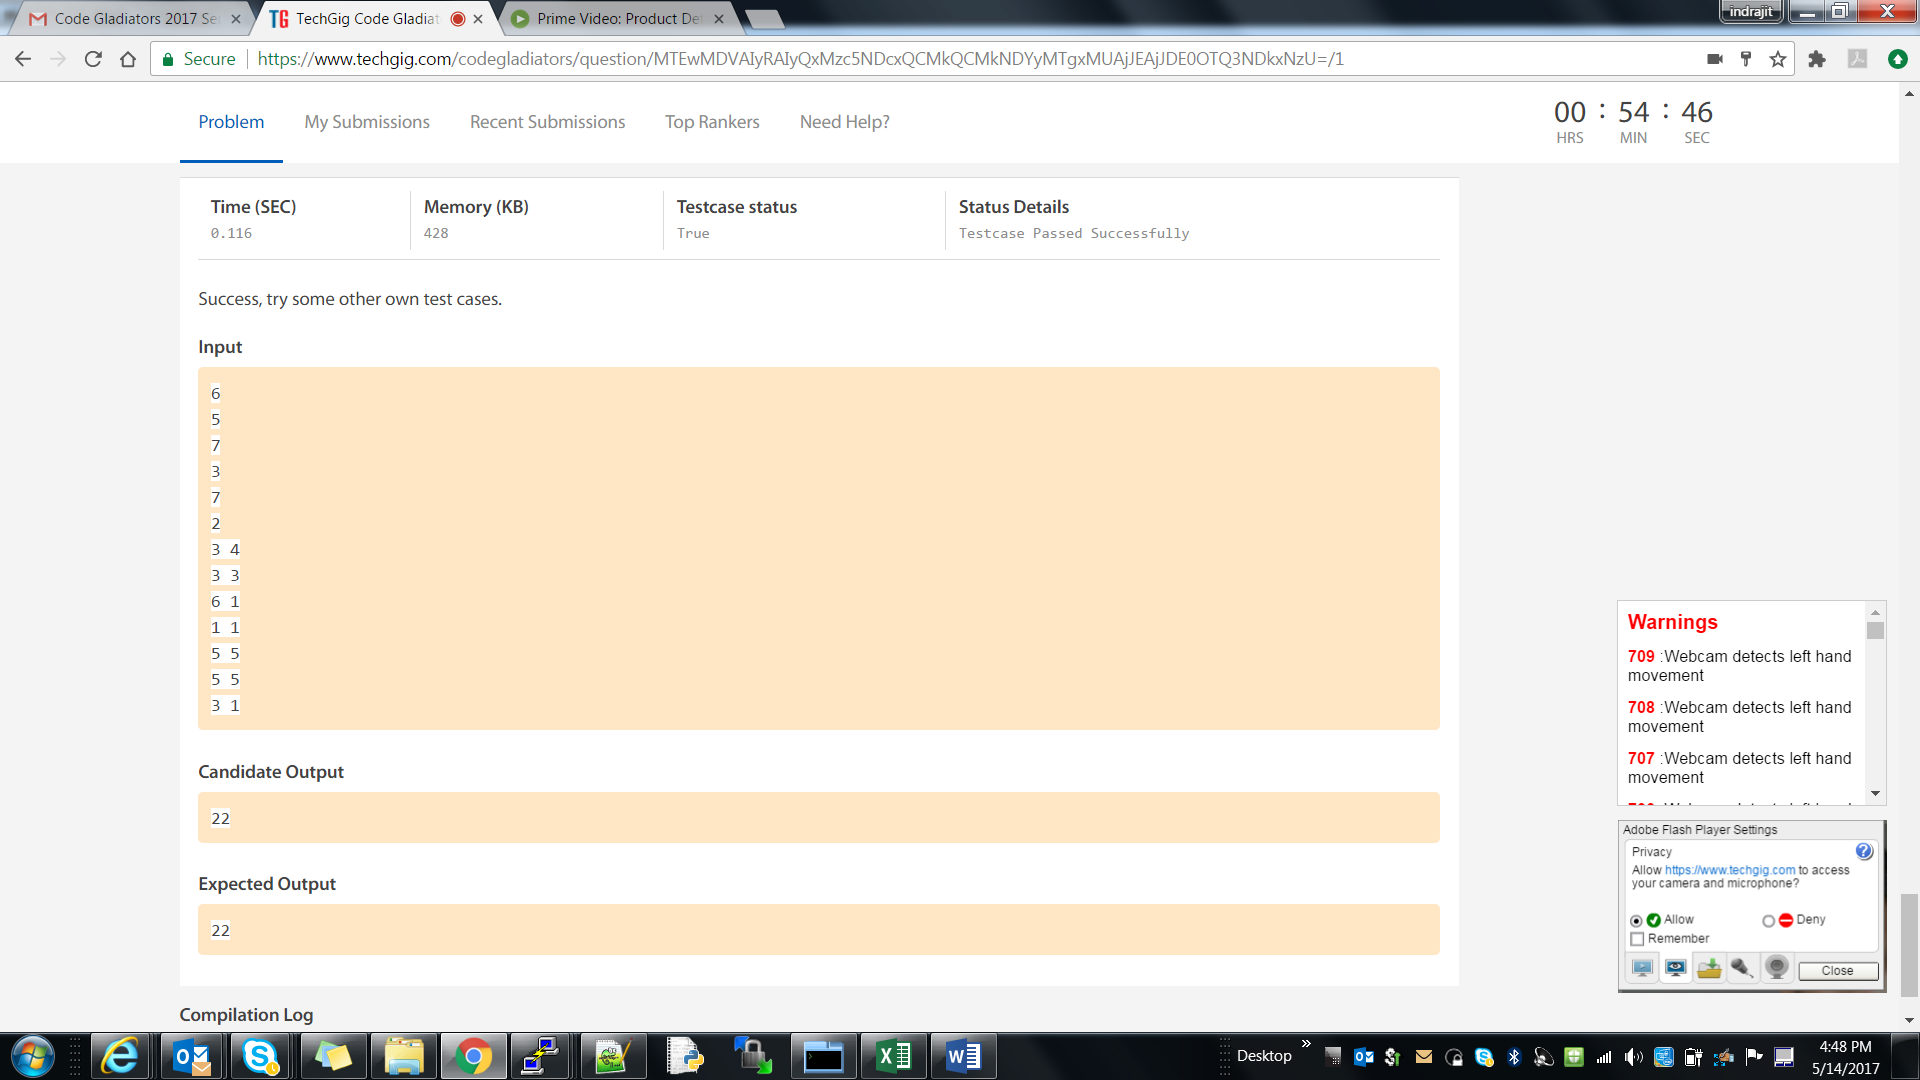 Code Gladiators 2017 Se
TechGig Code Gladiat
Prime Video: Product De
indrajit
Secure
https://www.techgig.com/codegladiators/question/MTEwMDVAIyRAIyQxMzc5NDcxQCMkQCMkNDYyMTgxMUAjJEAjJDE0OTQ3NDkxNzU=/1
Problem
My Submissions
Recent Submissions
Top Rankers
Need Help?
00 : 54 : 46
HRS MIN SEC
Time (SEC)
0.116
Memory (KB)
428
Testcase status
True
Status Details
Testcase Passed Successfully
Success, try some other own test cases.
Input
6
5
7
3
7
2
3 4
3 3
6 1
1 1
5 5
5 5
3 1
Candidate Output
22
Expected Output
22
Compilation Log
Warnings
709 :Webcam detects left hand
movement
708 :Webcam detects left hand
movement
707 :Webcam detects left hand
movement
Adobe Flash Player Settings
Privacy
Allow https://www.techgig.com to access
your camera and microphone?
Allow
Deny
Remember
Close
Desktop
4:48 PM
5/14/2017